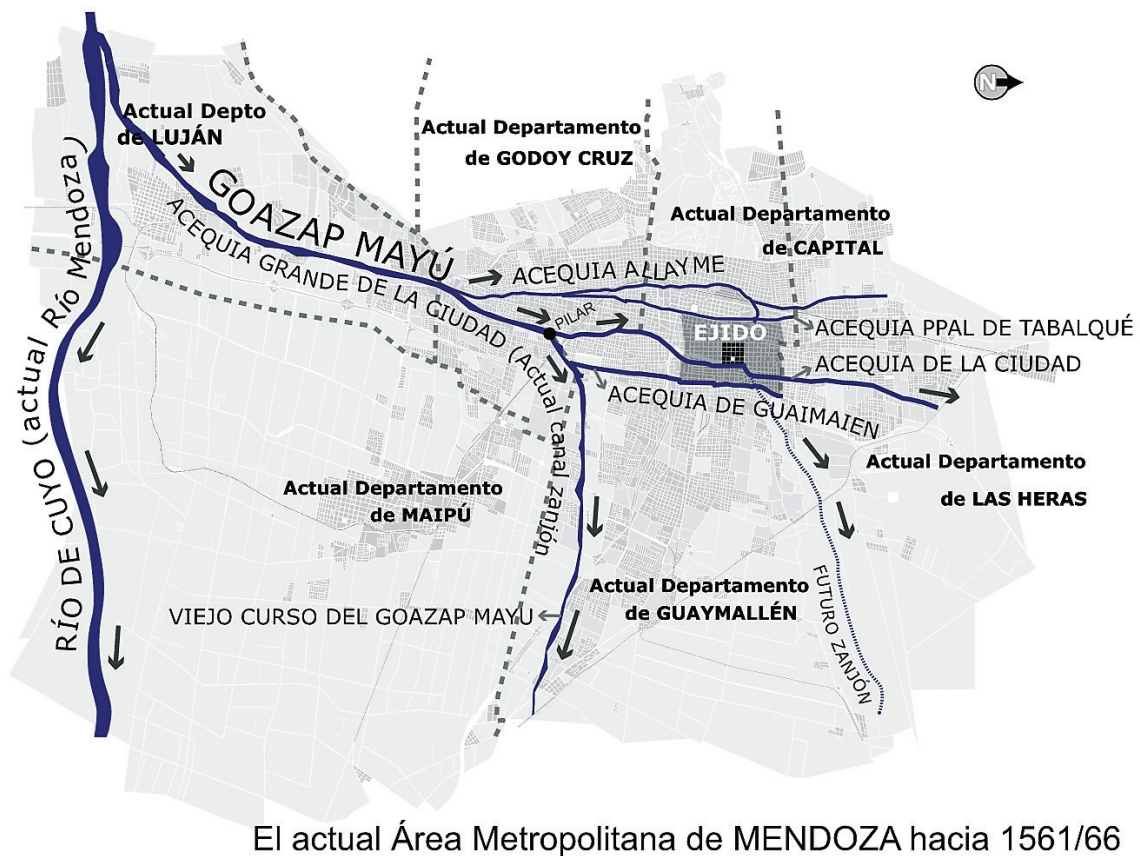 N
Actual Depto
de LUJÁN
Actual Departamento
de GODOY CRUZ
Actual Departamento
de CAPITAL
GOAZAP MAYÚ
ACEQUIA GRANDE DE LA CIUDAD (Actual canal zanjón)
ACEQUIA ALLAYME
PILAR
EJIDO
ACEQUIA PPAL DE TABALQUÉ
ACEQUIA DE LA CIUDAD
ACEQUIA DE GUAIMAIEN
RÍO DE CUYO (actual Río Mendoza)
Actual Departamento
de MAIPÚ
Actual Departamento
de LAS HERAS
Actual Departamento
de GUAYMALLÉN
VIEJO CURSO DEL GOAZAP MAYU
FUTURO ZANJÓN
El actual Área Metropolitana de MENDOZA hacia 1561/66